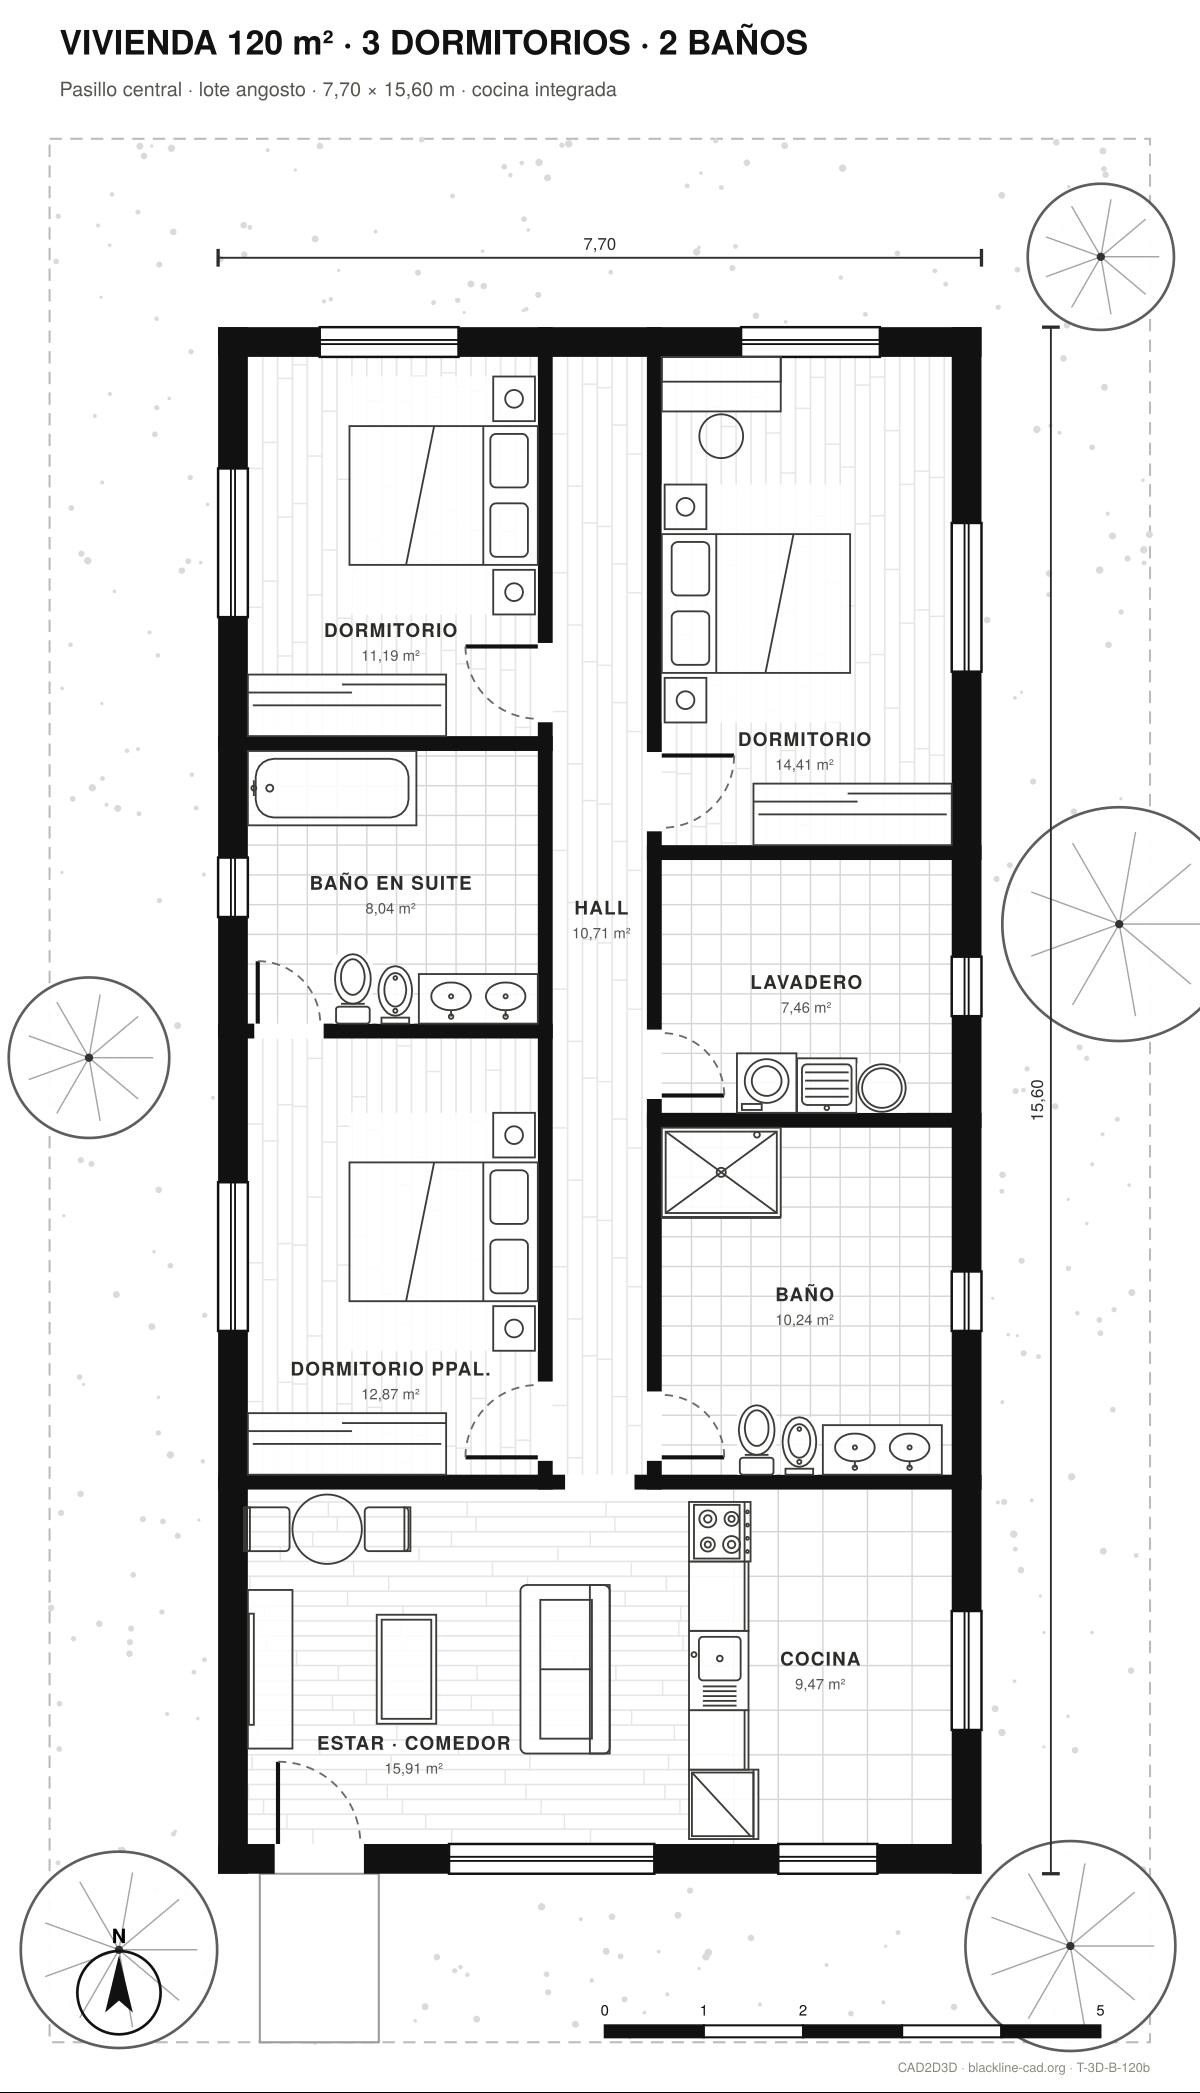 VIVIENDA 120 m² · 3 DORMITORIOS · 2 BAÑOS
Pasillo central · lote angosto · 7,70 × 15,60 m · cocina integrada
7,70
DORMITORIO
11,19 m²
DORMITORIO
14,41 m²
BAÑO EN SUITE
8,04 m²
HALL
10,71 m²
LAVADERO
7,46 m²
15,60
BAÑO
10,24 m²
DORMITORIO PPAL.
12,87 m²
COCINA
9,47 m²
ESTAR · COMEDOR
15,91 m²
N
0 1 2 5
CAD2D3D · blackline-cad.org · T-3D-B-120b